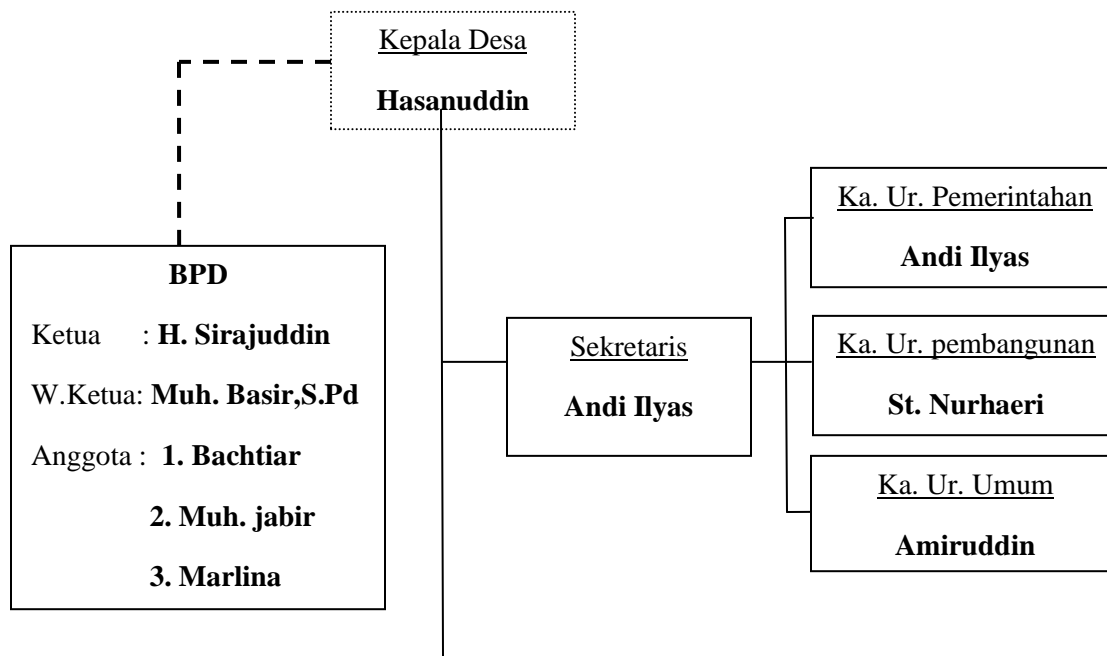 Kepala Desa
Hasanuddin
BPD
Ketua : H. Sirajuddin
W.Ketua: Muh. Basir,S.Pd
Anggota : 1. Bachtiar
2. Muh. jabir
3. Marlina
Sekretaris
Andi Ilyas
Ka. Ur. Pemerintahan
Andi Ilyas
Ka. Ur. pembangunan
St. Nurhaeri
Ka. Ur. Umum
Amiruddin